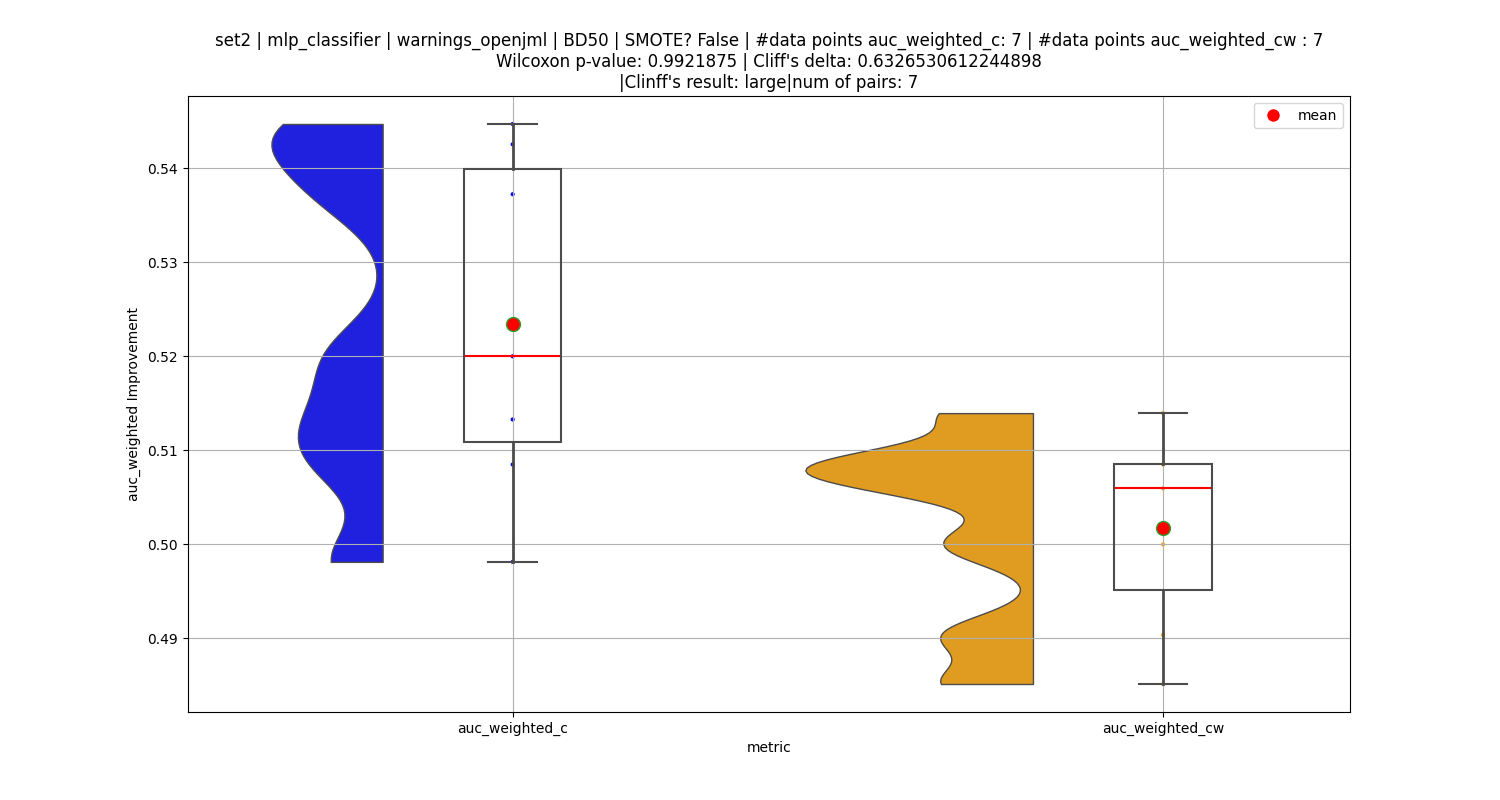 set2 | mlp_classifier | warnings_openjml | BD50 | SMOTE? False | #data points auc_weighted_c: 7 | #data points auc_weighted_cw : 7
Wilcoxon p-value: 0.9921875 | Cliff's delta: 0.6326530612244898
|Clinff's result: large|num of pairs: 7
mean
0.54
0.53
0.52
0.51
0.50
0.49
auc_weighted Improvement
auc_weighted_c
auc_weighted_cw
metric